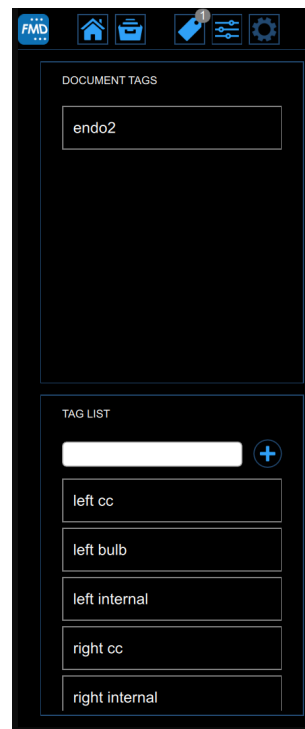 FMD
1
DOCUMENT TAGS
endo2
TAG LIST
left cc
left bulb
left internal
right cc
right internal